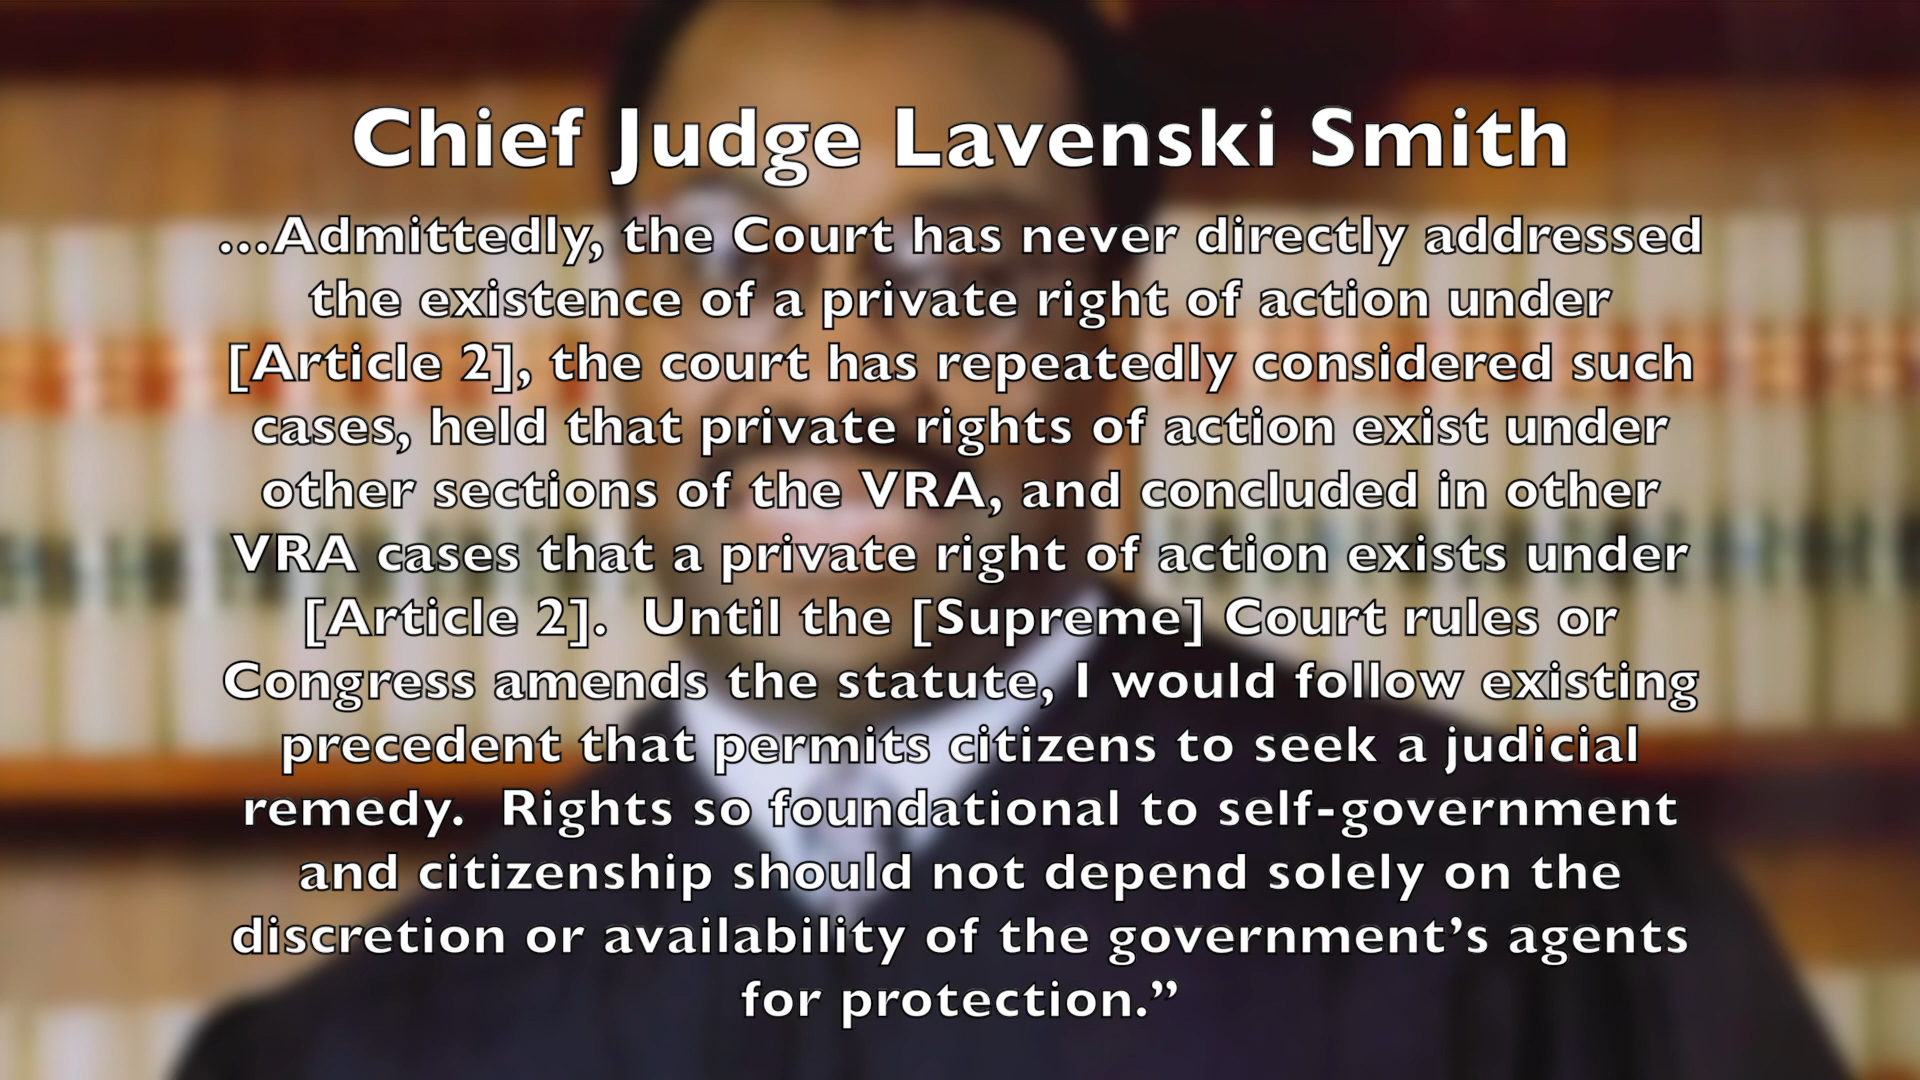 Chief Judge Lavenski Smith
...Admittedly, the Court has never directly addressed
the existence of a private right of action under
[Article 2], the court has repeatedly considered such
cases, held that private rights of action exist under
other sections of the VRA, and concluded in other
VRA cases that a private right of action exists under
[Article 2].  Until the [Supreme] Court rules or
Congress amends the statute, I would follow existing
precedent that permits citizens to seek a judicial
remedy.  Rights so foundational to self-government
and citizenship should not depend solely on the
discretion or availability of the government’s agents
for protection.”